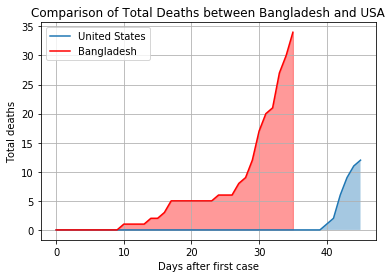 Comparison of Total Deaths between Bangladesh and USA
United States
Bangladesh
Total deaths
35
30
25
20
15
10
5
0
0
10
20
30
40
Days after first case